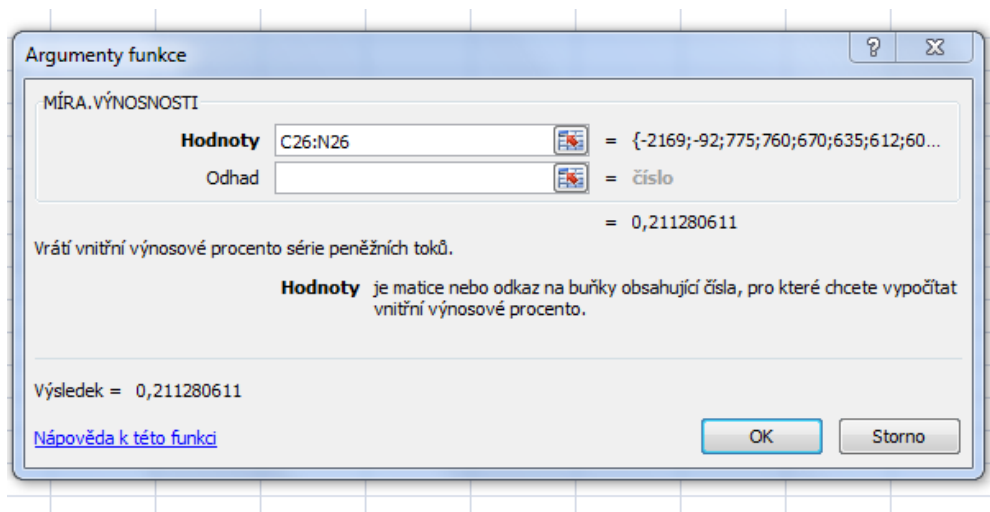 Argumenty funkce
MÍRA.VÝNOSNOSTI
Hodnoty C26:N26 = {-2169;-92;775;760;670;635;612;60...
Odhad = číslo
= 0,211280611
Vrátí vnitřní výnosové procento série peněžních toků.
Hodnoty je matice nebo odkaz na buňky obsahující čísla, pro které chcete vypočítat
vnitřní výnosové procento.
Výsledek = 0,211280611
Nápověda k této funkci
OK Storno